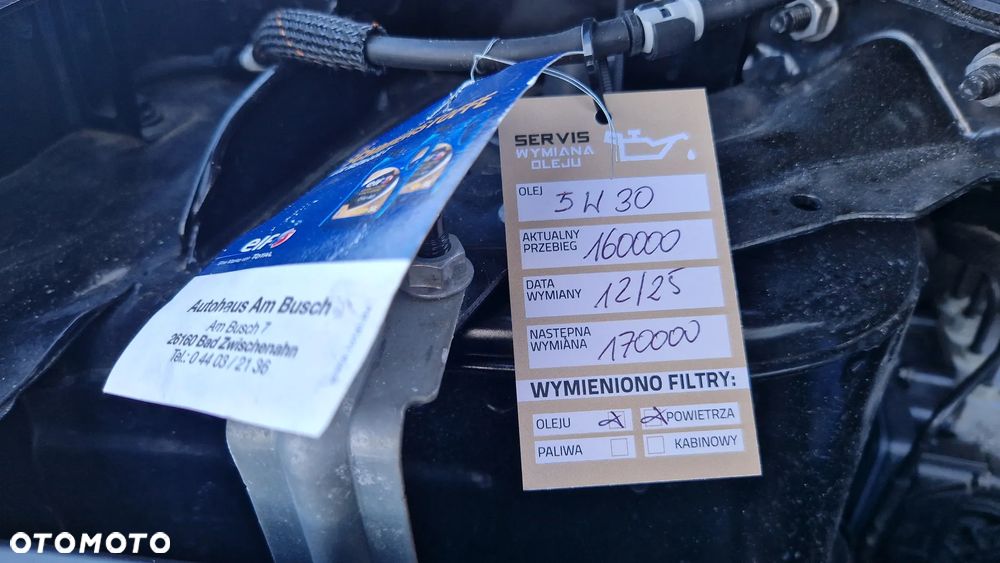 elf
Autohaus Am Busch
Am Busch 7
26160 Bad Zwischenahn
Tel.: 0 44 03 / 21 36
SERVIS
WYMIANA
OLEJU
OLEJ 5W30
AKTUALNY PRZEBIEG 160000
DATA WYMIANY 12/25
NASTĘPNA WYMIANA 170000
WYMIENIONO FILTRY:
OLEJU POWIETRZA
PALIWA KABINOWY
OTOMOTO